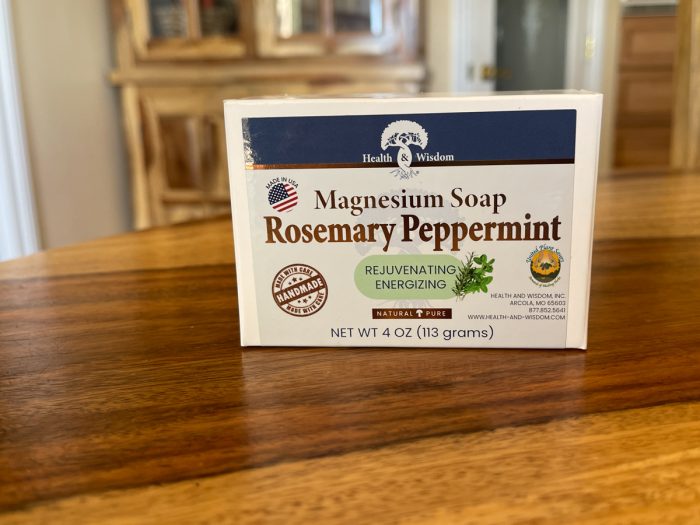 Health & Wisdom
MADE IN USA
Magnesium Soap
Rosemary Peppermint
REJUVENATING
ENERGIZING
MADE WITH CARE
HANDMADE
MADE WITH CARE
NATURAL PURE
HEALTH AND WISDOM, INC.
ARCOLA, MO 65603
877.852.5641
WWW.HEALTH-AND-WISDOM.COM
NET WT 4 OZ (113 grams)